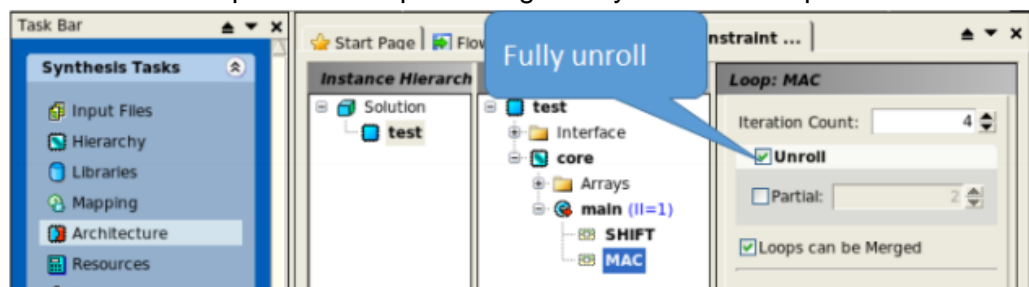 Task Bar
Synthesis Tasks
Input Files
Hierarchy
Libraries
Mapping
Architecture
Resources
Start Page
Flow
Fully unroll
nstraint ...
Instance Hierarch
Solution
test
test
Interface
core
Arrays
main (II=1)
SHIFT
MAC
Loop: MAC
Iteration Count: 4
Unroll
Partial: 2
Loops can be Merged